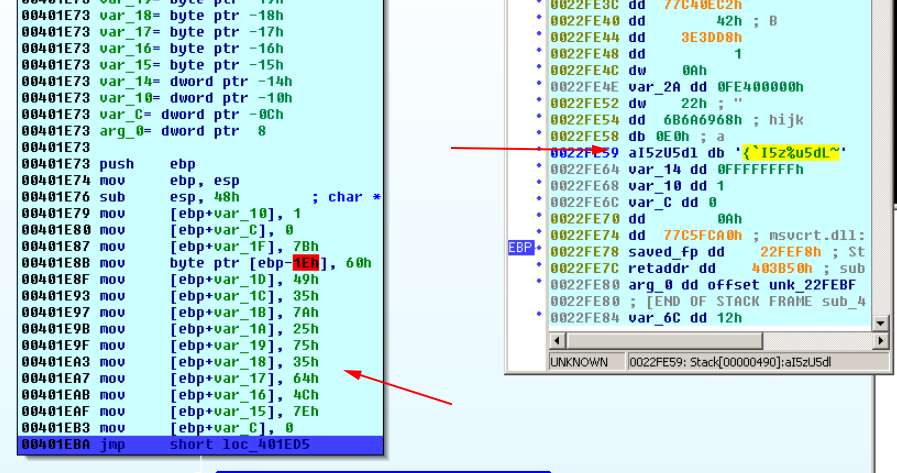 00401E73 var_19= byte ptr -19h
00401E73 var_18= byte ptr -18h
00401E73 var_17= byte ptr -17h
00401E73 var_16= byte ptr -16h
00401E73 var_15= byte ptr -15h
00401E73 var_14= dword ptr -14h
00401E73 var_10= dword ptr -10h
00401E73 var_C= dword ptr -0Ch
00401E73 arg_0= dword ptr  8
00401E73
00401E73 push    ebp
00401E74 mov     ebp, esp
00401E76 sub     esp, 48h        ; char *
00401E79 mov     [ebp+var_10], 1
00401E80 mov     [ebp+var_C], 0
00401E87 mov     [ebp+var_1F], 7Bh
00401E8B mov     byte ptr [ebp-1Eh], 60h
00401E8F mov     [ebp+var_1D], 49h
00401E93 mov     [ebp+var_1C], 35h
00401E97 mov     [ebp+var_1B], 7Ah
00401E9B mov     [ebp+var_1A], 25h
00401E9F mov     [ebp+var_19], 75h
00401EA3 mov     [ebp+var_18], 35h
00401EA7 mov     [ebp+var_17], 64h
00401EAB mov     [ebp+var_16], 4Ch
00401EAF mov     [ebp+var_15], 7Eh
00401EB3 mov     [ebp+var_C], 0
00401EBA jmp     short loc_401ED5
0022FE3C dd  77C40EC2h
0022FE40 dd        42h ; B
0022FE44 dd    3E3DD8h
0022FE48 dd          1
0022FE4C dw    0Ah
0022FE4E var_2A dd 0FE400000h
0022FE52 dw    22h ; "
0022FE54 dd  6B6A6968h ; hijk
0022FE58 db 0E0h ; a
0022FE59 aI5zU5dl db '{`I5z%u5dL~'
0022FE64 var_14 dd 0FFFFFFFFh
0022FE68 var_10 dd 1
0022FE6C var_C dd 0
0022FE70 dd        0Ah
0022FE74 dd  77C5FCA0h ; msvcrt.dll:
EBP
0022FE78 saved_fp dd    22FEF8h ; St
0022FE7C retaddr dd    403B50h ; sub
0022FE80 arg_0 dd offset unk_22FEBF
0022FE80 ; [END OF STACK FRAME sub_4
0022FE84 var_6C dd 12h
UNKNOWN
0022FE59: Stack[00000490]:aI5zU5dl